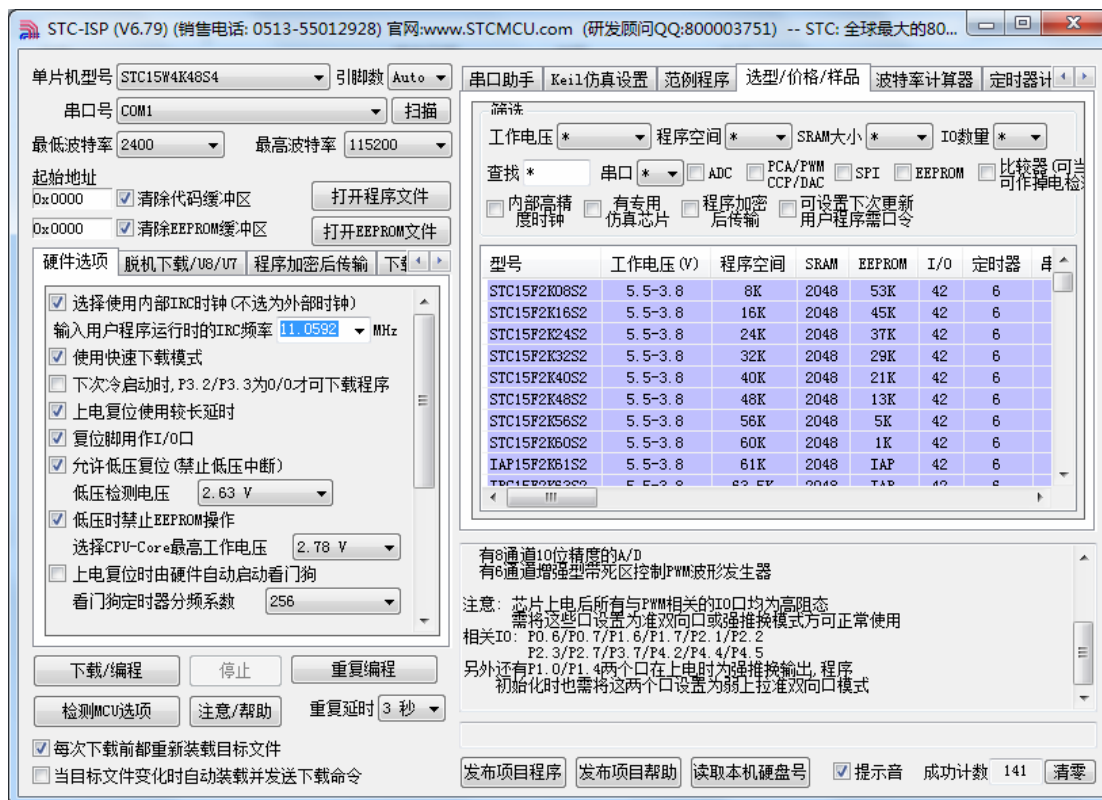 STC-ISP (V6.79) (销售电话: 0513-55012928) 官网:www.STCMCU.com (研发顾问QQ:800003751) -- STC: 全球最大的80...
单片机型号 STC15W4K48S4 引脚数 Auto
串口号 COM1 扫描
最低波特率 2400 最高波特率 115200
起始地址
0x0000 清除代码缓冲区 打开程序文件
0x0000 清除EEPROM缓冲区 打开EEPROM文件
硬件选项 脱机下载/U8/U7 程序加密后传输
选择使用内部IRC时钟(不选为外部时钟)
输入用户程序运行时的IRC频率 11.0592 MHz
使用快速下载模式
下次冷启动时,P3.2/P3.3为0/0才可下载程序
上电复位使用较长延时
复位脚用作I/O口
允许低压复位(禁止低压中断)
低压检测电压 2.63 V
低压时禁止EEPROM操作
选择CPU-Core最高工作电压 2.78 V
上电复位时由硬件自动启动看门狗
看门狗定时器分频系数 256
下载/编程 停止 重复编程
检测MCU选项 注意/帮助 重复延时 3 秒
每次下载前都重新装载目标文件
当目标文件变化时自动装载并发送下载命令
串口助手 Keil仿真设置 范例程序 选型/价格/样品 波特率计算器 定时器计
筛选
工作电压 * 程序空间 * SRAM大小 * IO数量 *
查找 * 串口 * ADC PCA/PWM SPI EEPROM 比较器(可当
CCP/DAC 可作掉电检
内部高精 有专用 程序加密 可设置下次更新
度时钟 仿真芯片 后传输 用户程序需口令
型号 工作电压(V) 程序空间 SRAM EEPROM I/O 定时器
STC15F2K08S2 5.5-3.8 8K 2048 53K 42 6
STC15F2K16S2 5.5-3.8 16K 2048 45K 42 6
STC15F2K24S2 5.5-3.8 24K 2048 37K 42 6
STC15F2K32S2 5.5-3.8 32K 2048 29K 42 6
STC15F2K40S2 5.5-3.8 40K 2048 21K 42 6
STC15F2K48S2 5.5-3.8 48K 2048 13K 42 6
STC15F2K56S2 5.5-3.8 56K 2048 5K 42 6
STC15F2K60S2 5.5-3.8 60K 2048 1K 42 6
IAP15F2K61S2 5.5-3.8 61K 2048 IAP 42 6
有8通道10位精度的A/D
有6通道增强型带死区控制PWM波形发生器
注意: 芯片上电后所有与PWM相关的IO口均为高阻态
需将这些口设置为准双向口或强推挽模式方可正常使用
相关IO: P0.6/P0.7/P1.6/P1.7/P2.1/P2.2
P2.3/P2.7/P3.7/P4.2/P4.4/P4.5
另外还有P1.0/P1.4两个口在上电时为强推挽输出,程序
初始化时也需将这两个口设置为弱上拉准双向口模式
发布项目程序 发布项目帮助 读取本机硬盘号 提示音 成功计数 141 清零